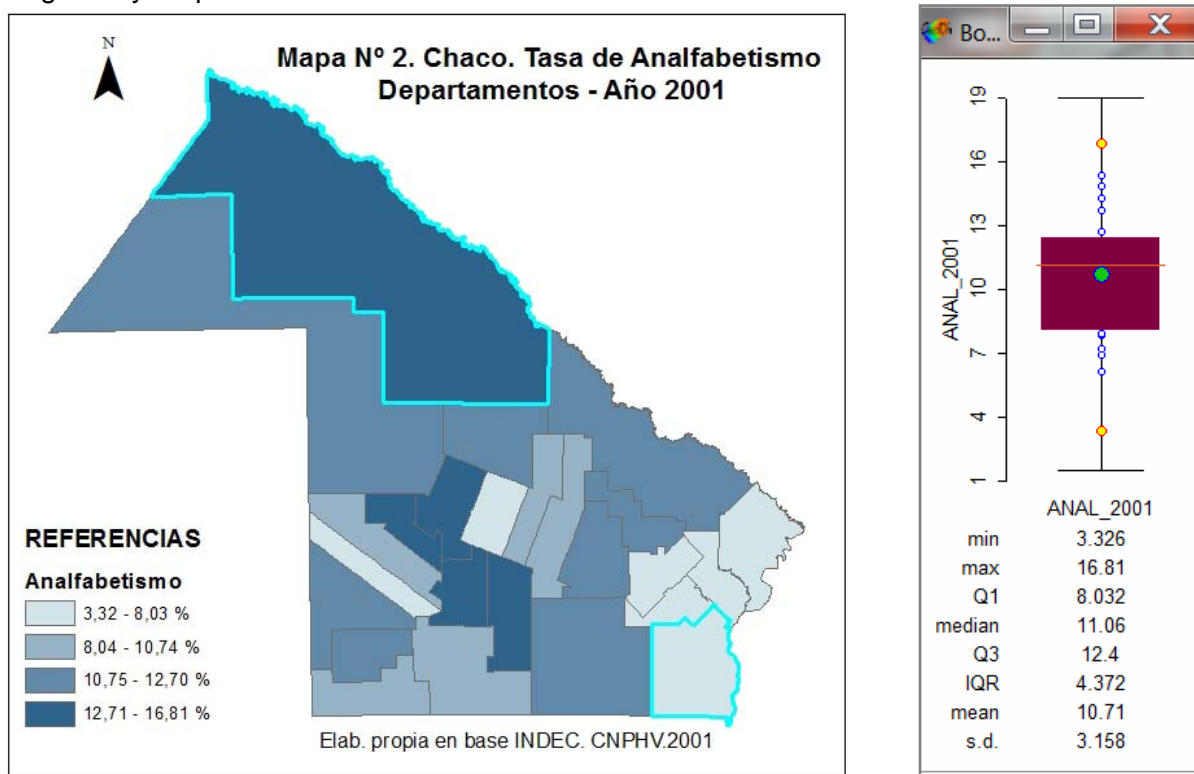 N
Mapa Nº 2. Chaco. Tasa de Analfabetismo
Departamentos - Año 2001
REFERENCIAS
Analfabetismo
3,32 - 8,03 %
8,04 - 10,74 %
10,75 - 12,70 %
12,71 - 16,81 %
Elab. propia en base INDEC. CNPHV.2001
Bo...
19
16
13
10
7
4
1
ANAL_2001
ANAL_2001
min 3.326
max 16.81
Q1 8.032
median 11.06
Q3 12.4
IQR 4.372
mean 10.71
s.d. 3.158